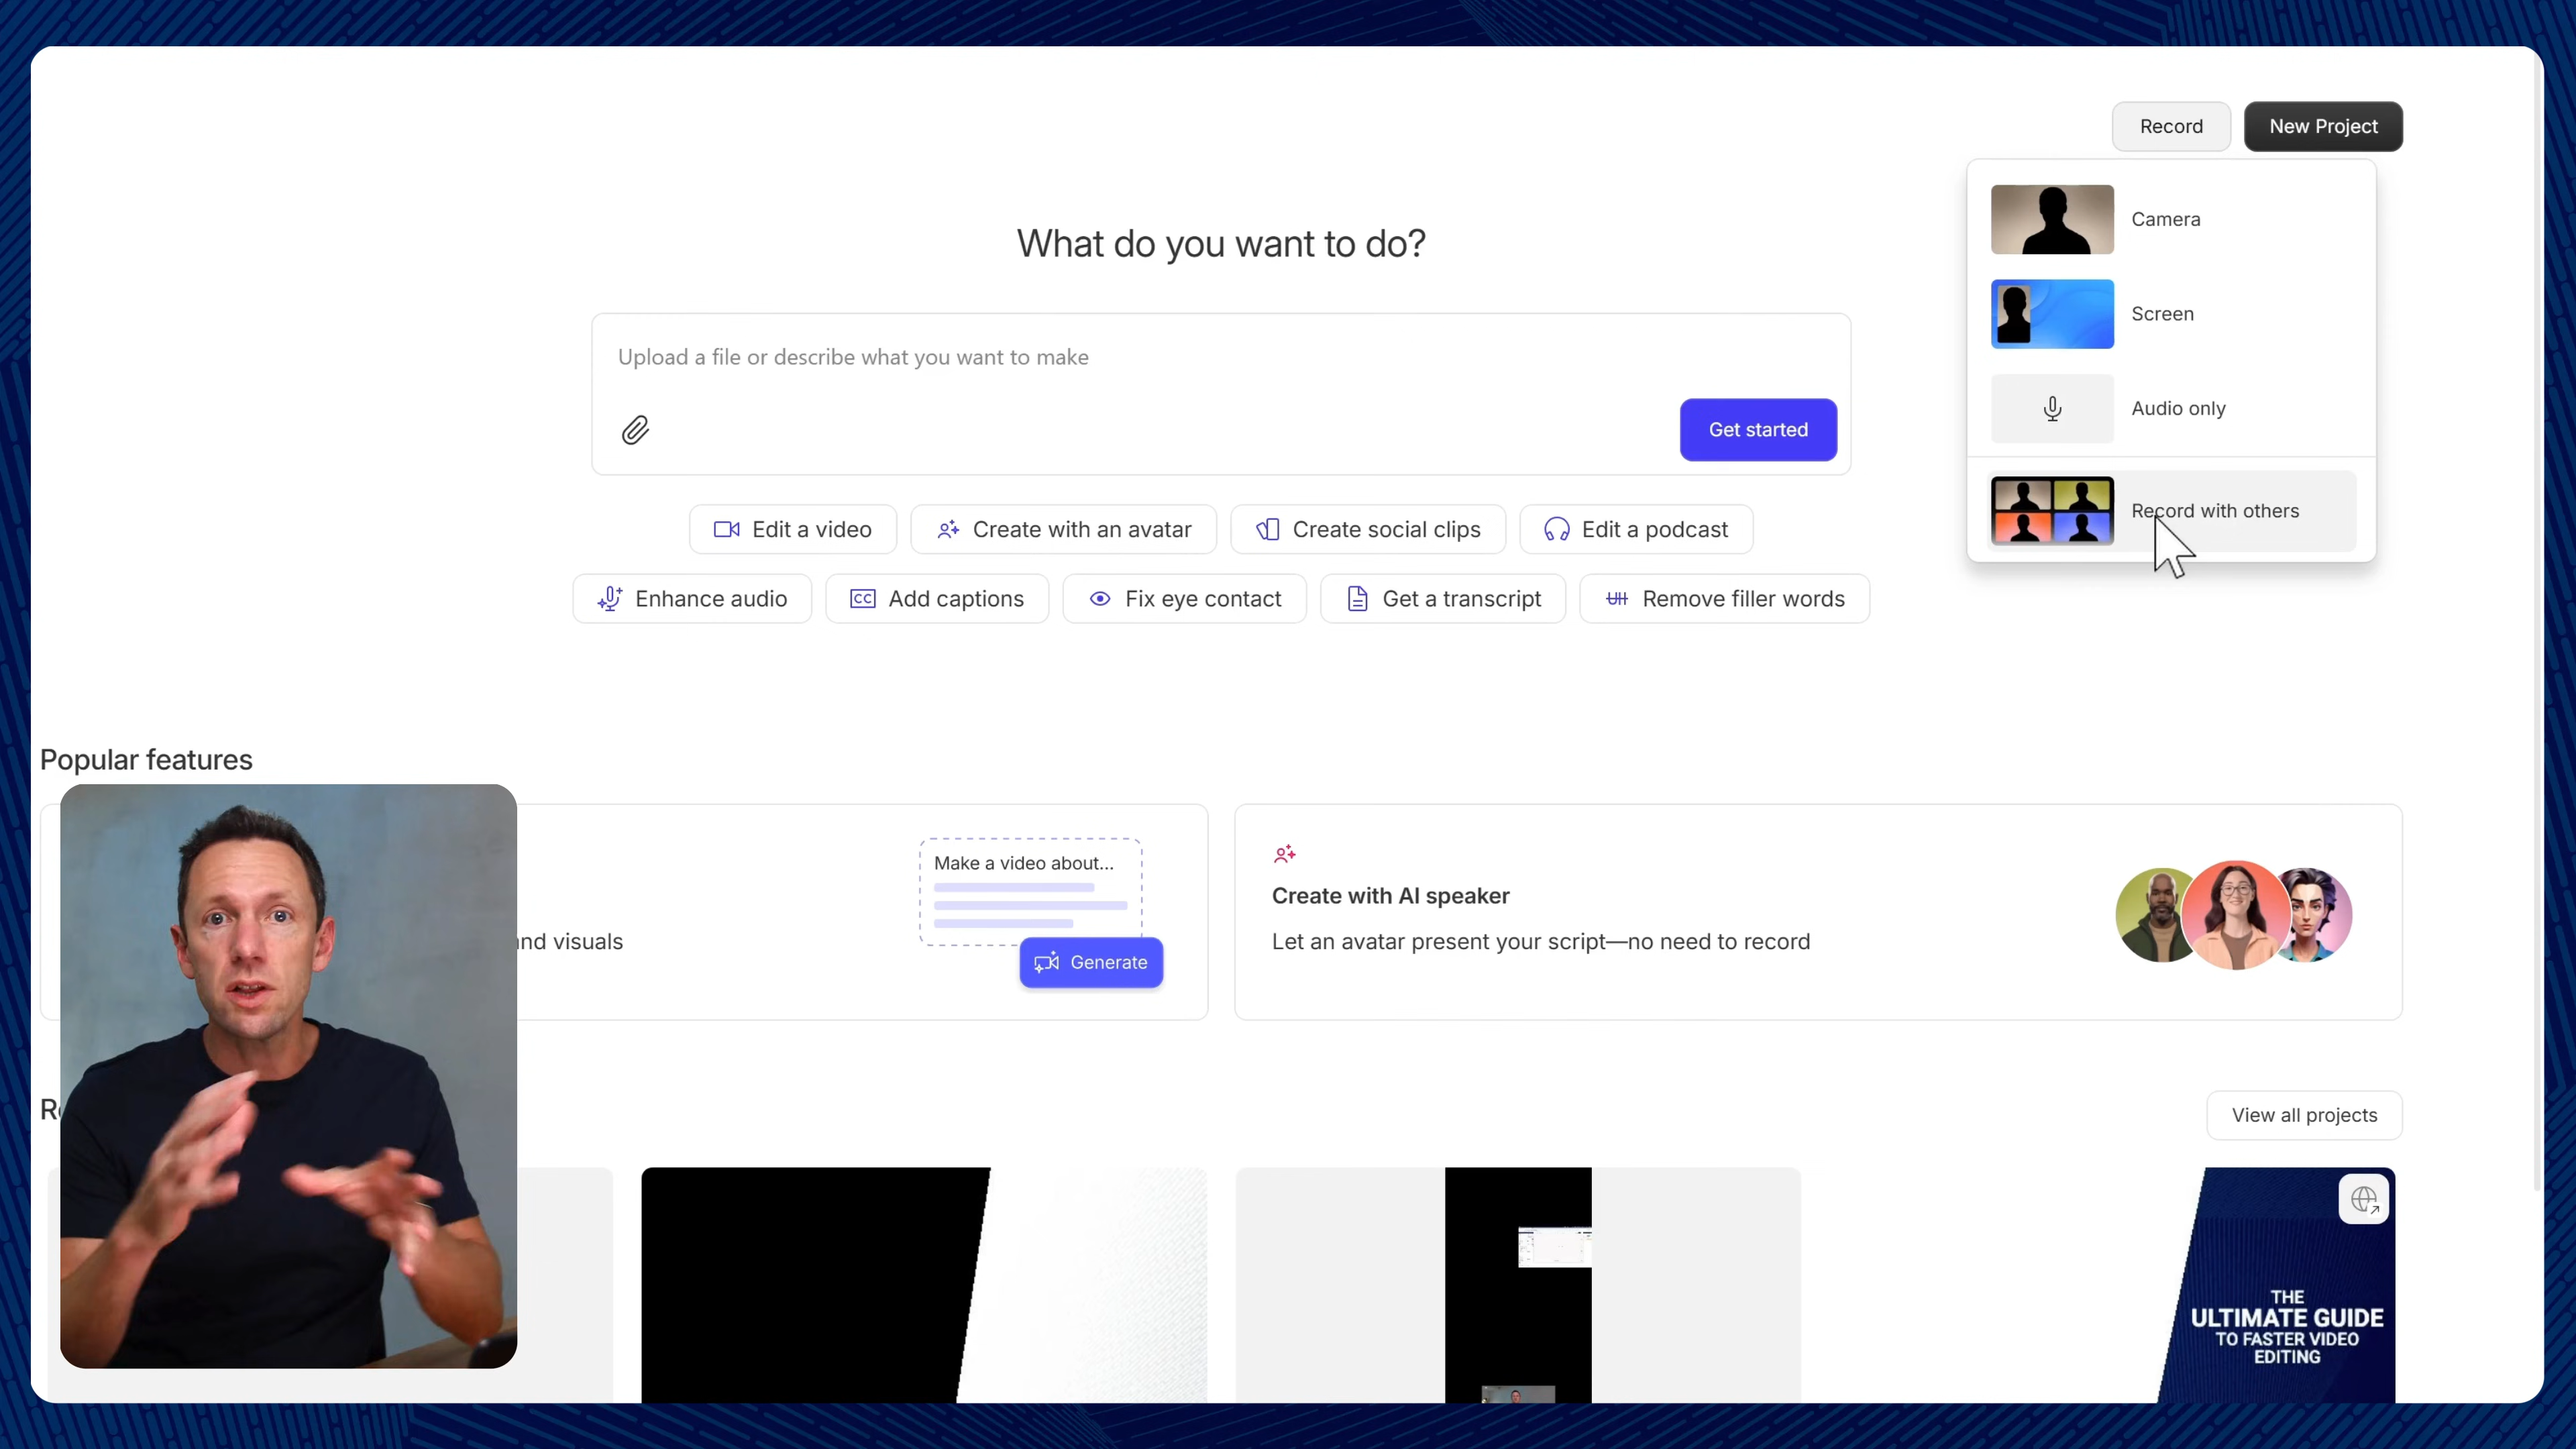 Record
New Project
Camera
Screen
Audio only
Record with others
What do you want to do?
Upload a file or describe what you want to make
Get started
Edit a video
Create with an avatar
Create social clips
Edit a podcast
Enhance audio
CC Add captions
Fix eye contact
Get a transcript
UH Remove filler words
Popular features
and visuals
Make a video about...
Generate
Create with AI speaker
Let an avatar present your script—no need to record
View all projects
THE
ULTIMATE GUIDE
TO FASTER VIDEO
EDITING